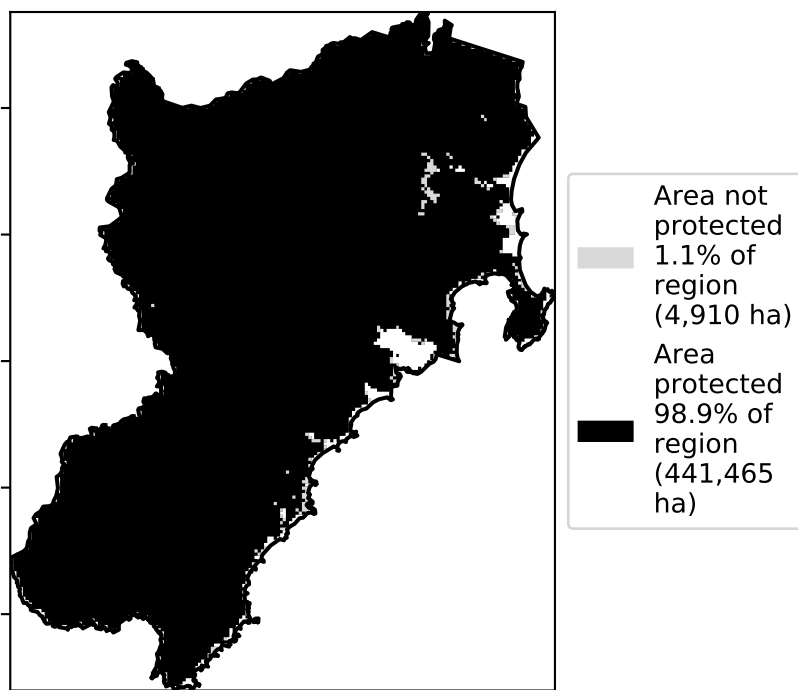 Area not
protected
1.1% of
region
(4,910 ha)
Area
protected
98.9% of
region
(441,465
ha)